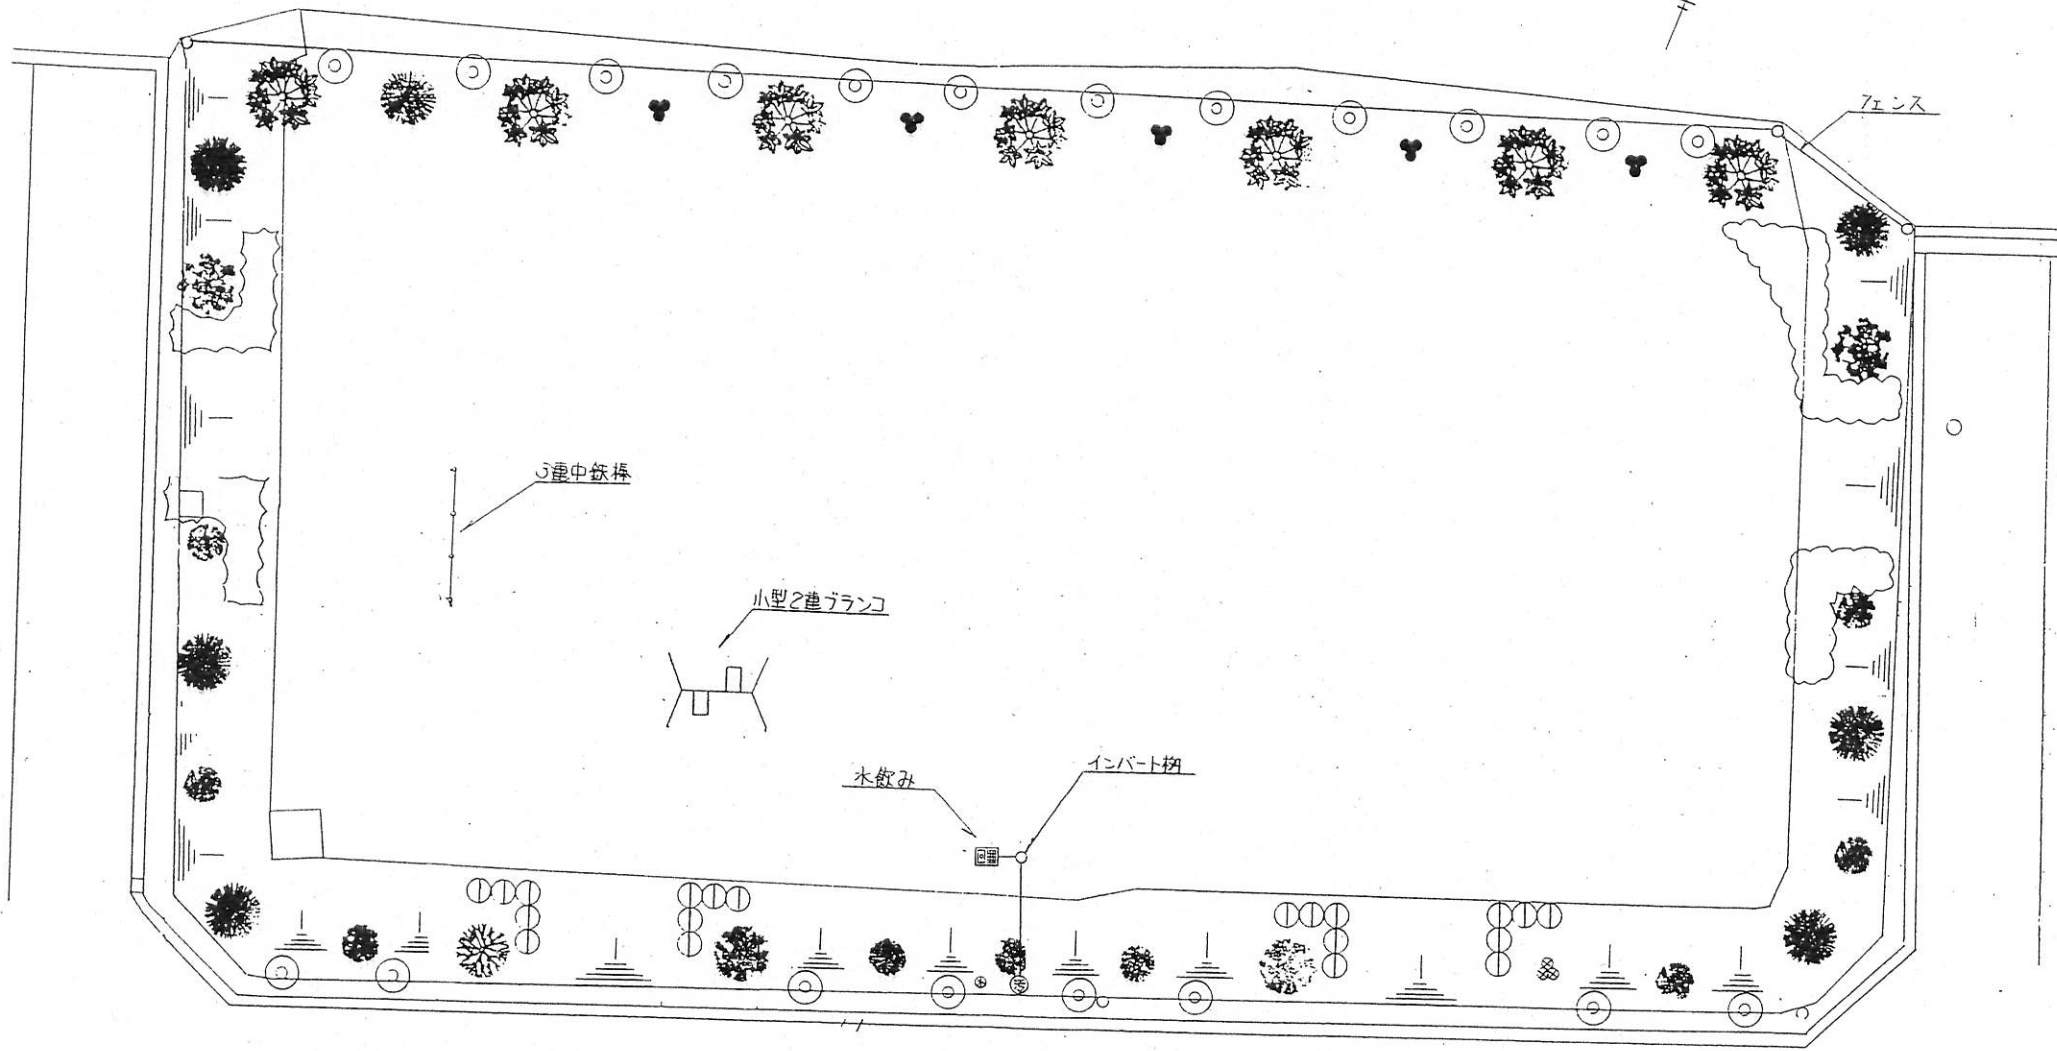 フェンス
3連中鉄棒
小型2連ブランコ
インバート桝
水飲み